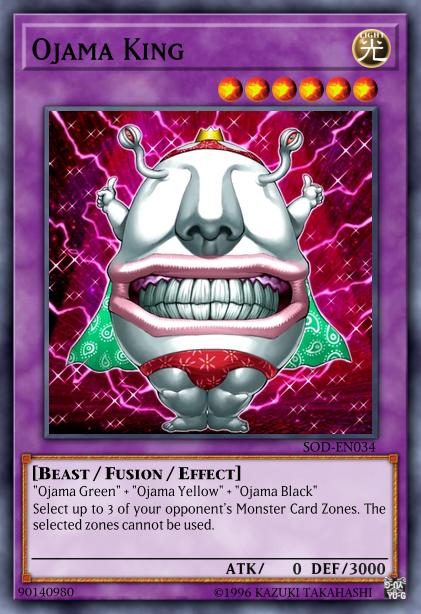 OJAMA KING
LIGHT
光
SOD-EN034
[BEAST / FUSION / EFFECT]
"Ojama Green" + "Ojama Yellow" + "Ojama Black"
Select up to 3 of your opponent's Monster Card Zones. The
selected zones cannot be used.
ATK/ 0 DEF/3000
90140980
©1996 KAZUKI TAKAHASHI